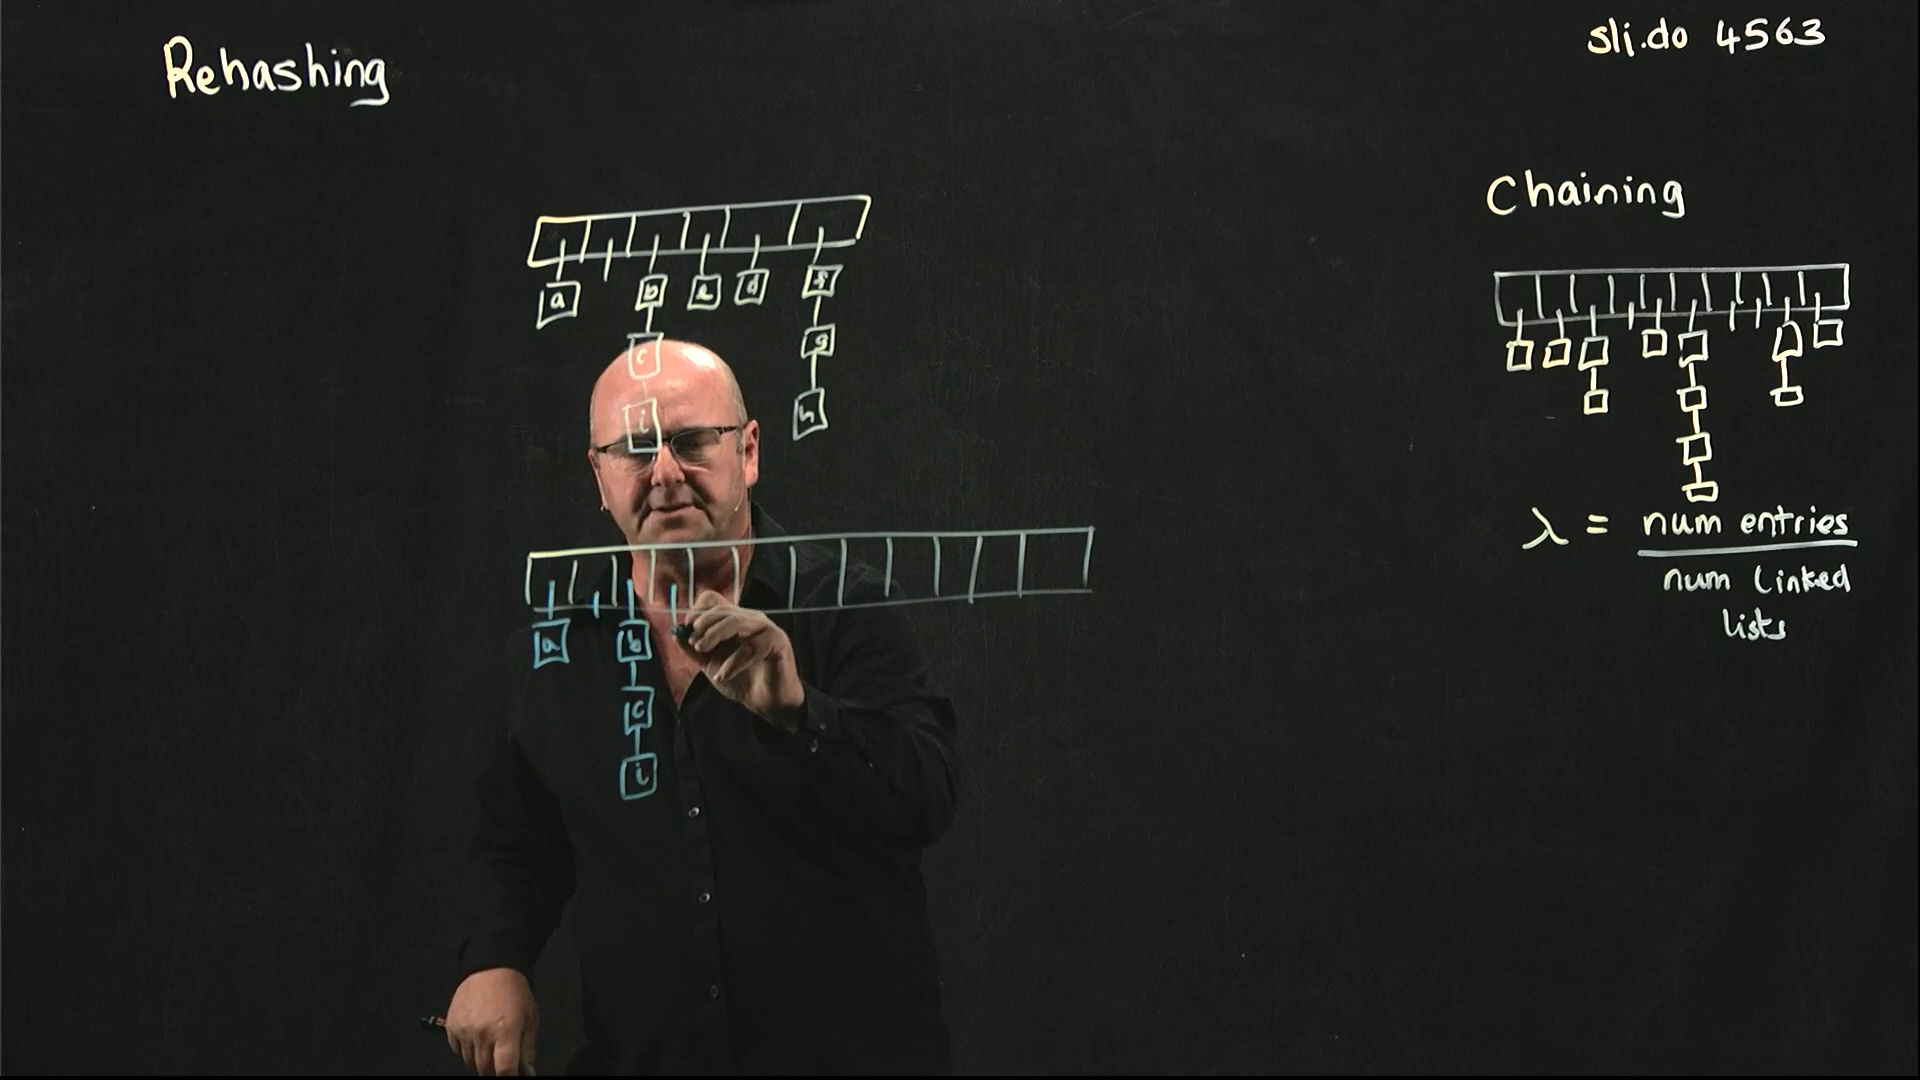 Rehashing
sli.do 4563
Chaining
a
b
e
d
f
c
g
i
h
λ = num entries
num linked
lists
a
b
c
i